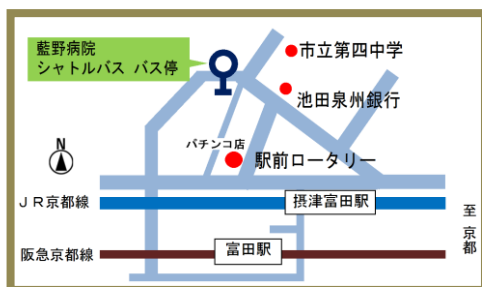 藍野病院
シャトルバス バス停
市立第四中学
池田泉州銀行
N
パチンコ店
駅前ロータリー
JR京都線
摂津富田駅
至 京都
阪急京都線
富田駅